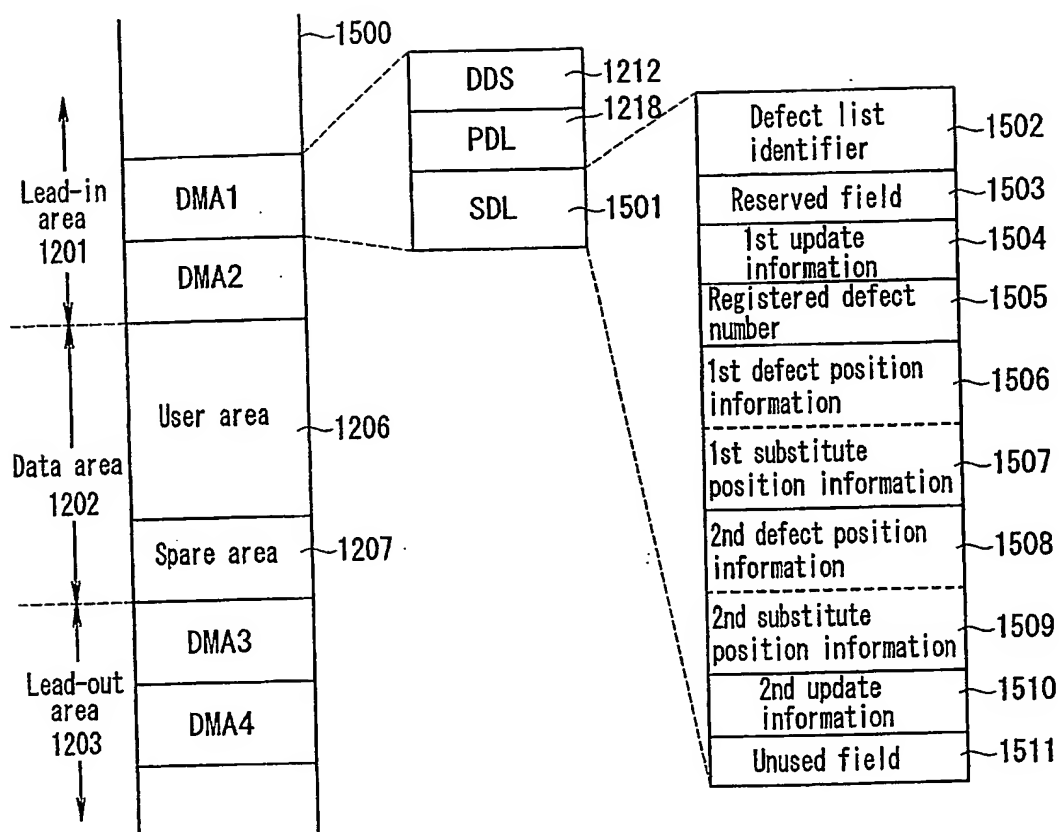 1500
Lead-in
area
1201
DMA1
DMA2
Data area
1202
User area
1206
Spare area
1207
Lead-out
area
1203
DMA3
DMA4
DDS
1212
PDL
1218
SDL
1501
Defect list
identifier
1502
Reserved field
1503
1st update
information
1504
Registered defect
number
1505
1st defect position
information
1506
1st substitute
position information
1507
2nd defect position
information
1508
2nd substitute
position information
1509
2nd update
information
1510
Unused field
1511